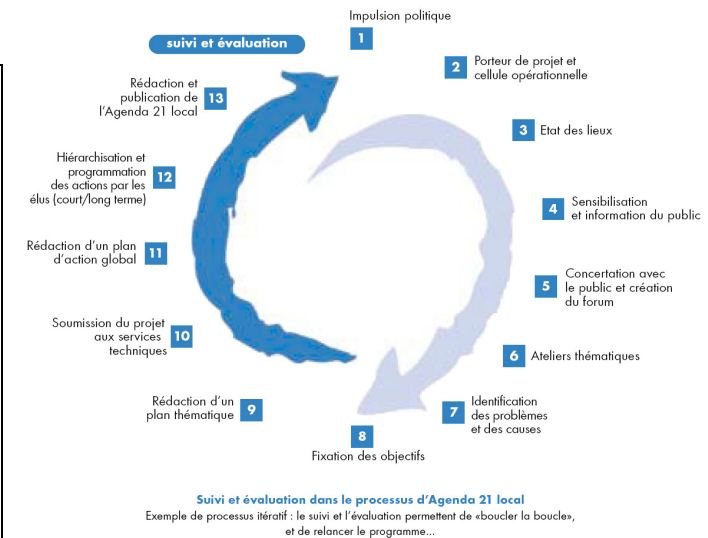 Impulsion politique
1
suivi et évaluation
2
Porteur de projet et
cellule opérationnelle
3
Etat des lieux
4
Sensibilisation
et information du public
5
Concertation avec
le public et création
du forum
6
Ateliers thématiques
7
Identification
des problèmes
et des causes
8
Fixation des objectifs
9
Rédaction d'un
plan thématique
10
Soumission du projet
aux services
techniques
11
Rédaction d'un plan
d'action global
12
Hiérarchisation et
programmation
des actions par les
élus (court/long terme)
13
Rédaction et
publication de
l'Agenda 21 local
Suivi et évaluation dans le processus d'Agenda 21 local
Exemple de processus itératif : le suivi et l'évaluation permettent de «boucler la boucle»,
et de relancer le programme...